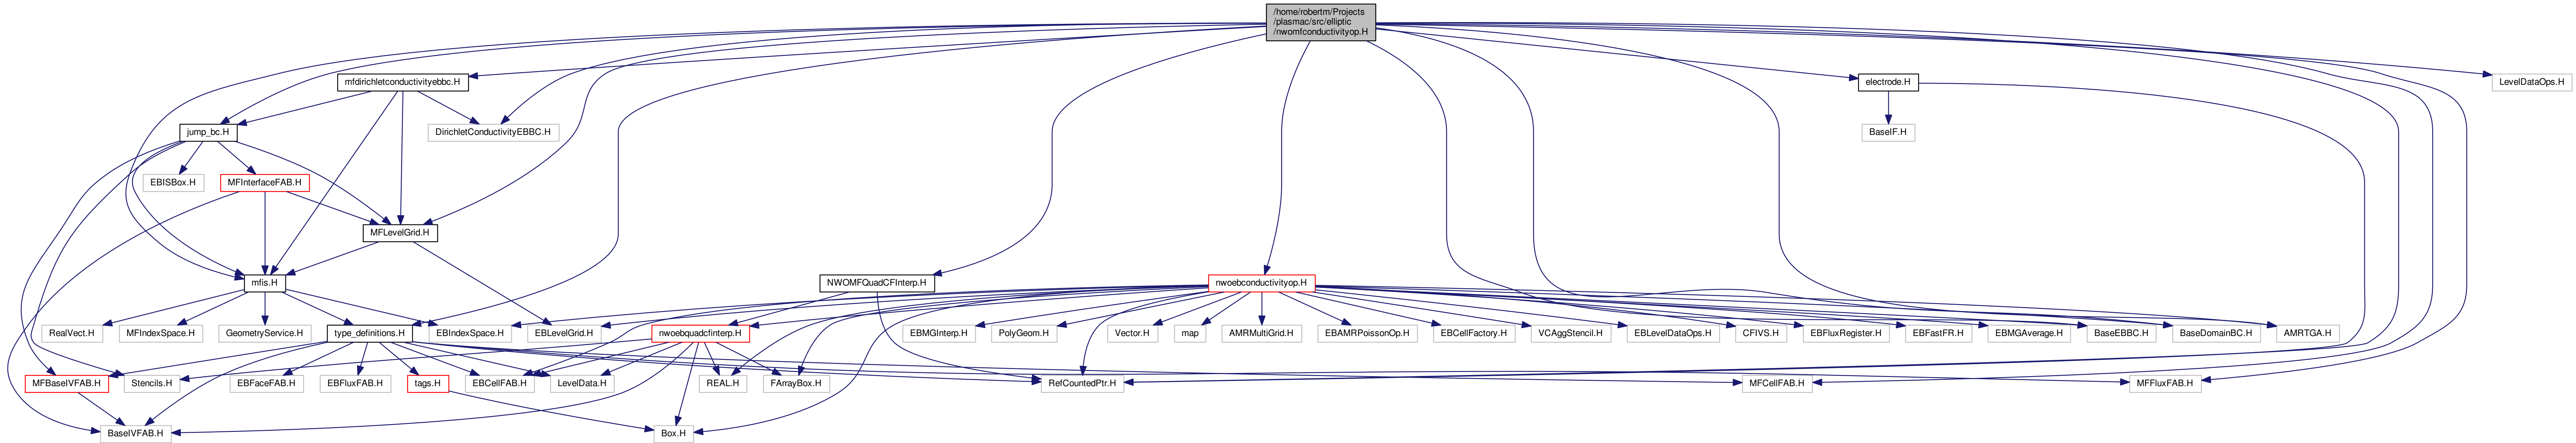 /home/robertm/Projects
/plasmac/src/elliptic
/nwomfconductivityop.H
mfdirichletconductivityebbc.H
electrode.H
LevelDataOps.H
jump_bc.H
DirichletConductivityEBBC.H
BaseIF.H
EBISBox.H
MFInterfaceFAB.H
MFLevelGrid.H
mfis.H
NWOMFQuadCFInterp.H
nwoebconductivityop.H
RealVect.H
MFIndexSpace.H
GeometryService.H
type_definitions.H
EBIndexSpace.H
EBLevelGrid.H
nwoebquadcfinterp.H
EBMGInterp.H
PolyGeom.H
Vector.H
map
AMRMultiGrid.H
EBAMRPoissonOp.H
EBCellFactory.H
VCAggStencil.H
EBLevelDataOps.H
CFIVS.H
EBFluxRegister.H
EBFastFR.H
EBMGAverage.H
BaseEBBC.H
BaseDomainBC.H
AMRTGA.H
MFBaseIVFAB.H
Stencils.H
EBFaceFAB.H
EBFluxFAB.H
tags.H
EBCellFAB.H
LevelData.H
REAL.H
FArrayBox.H
RefCountedPtr.H
MFCellFAB.H
MFFluxFAB.H
BaseIVFAB.H
Box.H